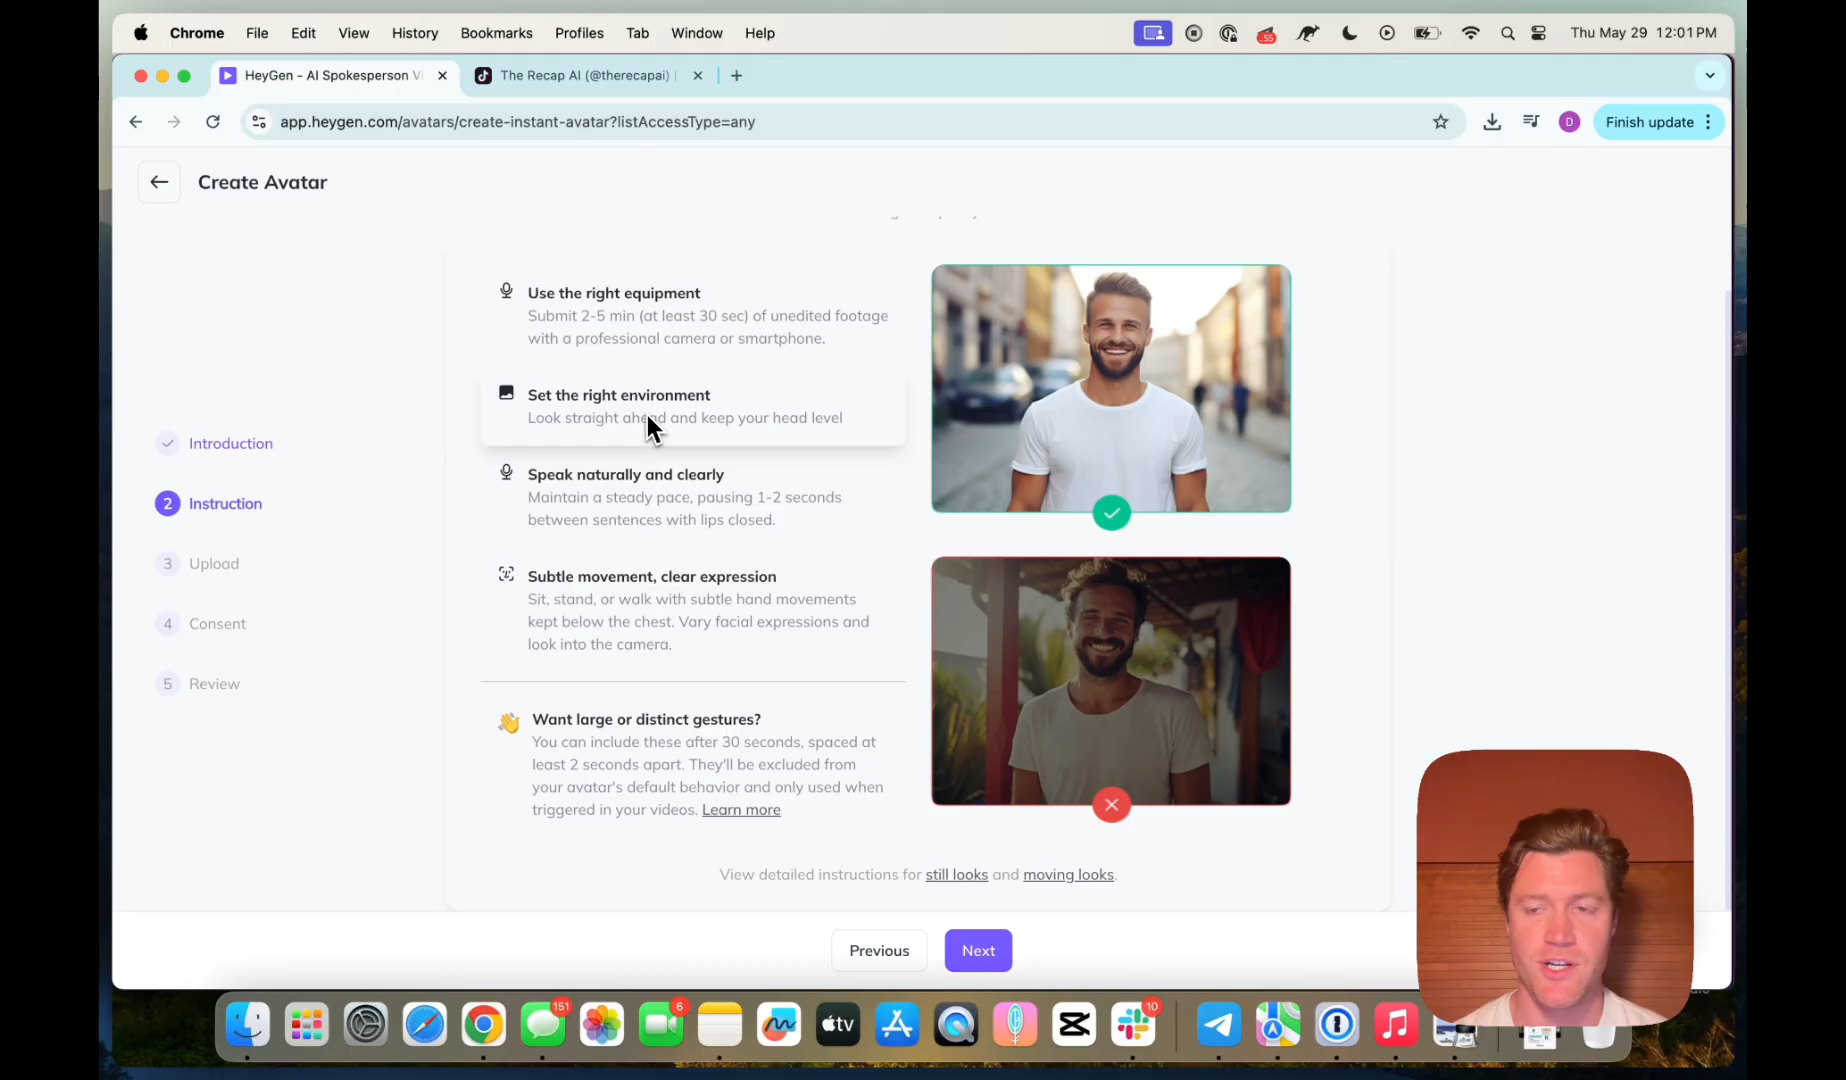 Chrome File Edit View History Bookmarks Profiles Tab Window Help
55
Thu May 29 12:01 PM
HeyGen - AI Spokesperson V
The Recap AI (@therecapai) |
app.heygen.com/avatars/create-instant-avatar?listAccessType=any
D
Finish update
Create Avatar
Introduction
2 Instruction
3 Upload
4 Consent
5 Review
Use the right equipment
Submit 2-5 min (at least 30 sec) of unedited footage
with a professional camera or smartphone.
Set the right environment
Look straight ahead and keep your head level
Speak naturally and clearly
Maintain a steady pace, pausing 1-2 seconds
between sentences with lips closed.
Subtle movement, clear expression
Sit, stand, or walk with subtle hand movements
kept below the chest. Vary facial expressions and
look into the camera.
Want large or distinct gestures?
You can include these after 30 seconds, spaced at
least 2 seconds apart. They'll be excluded from
your avatar's default behavior and only used when
triggered in your videos. Learn more
View detailed instructions for still looks and moving looks.
Previous
Next
151
6
tv
10